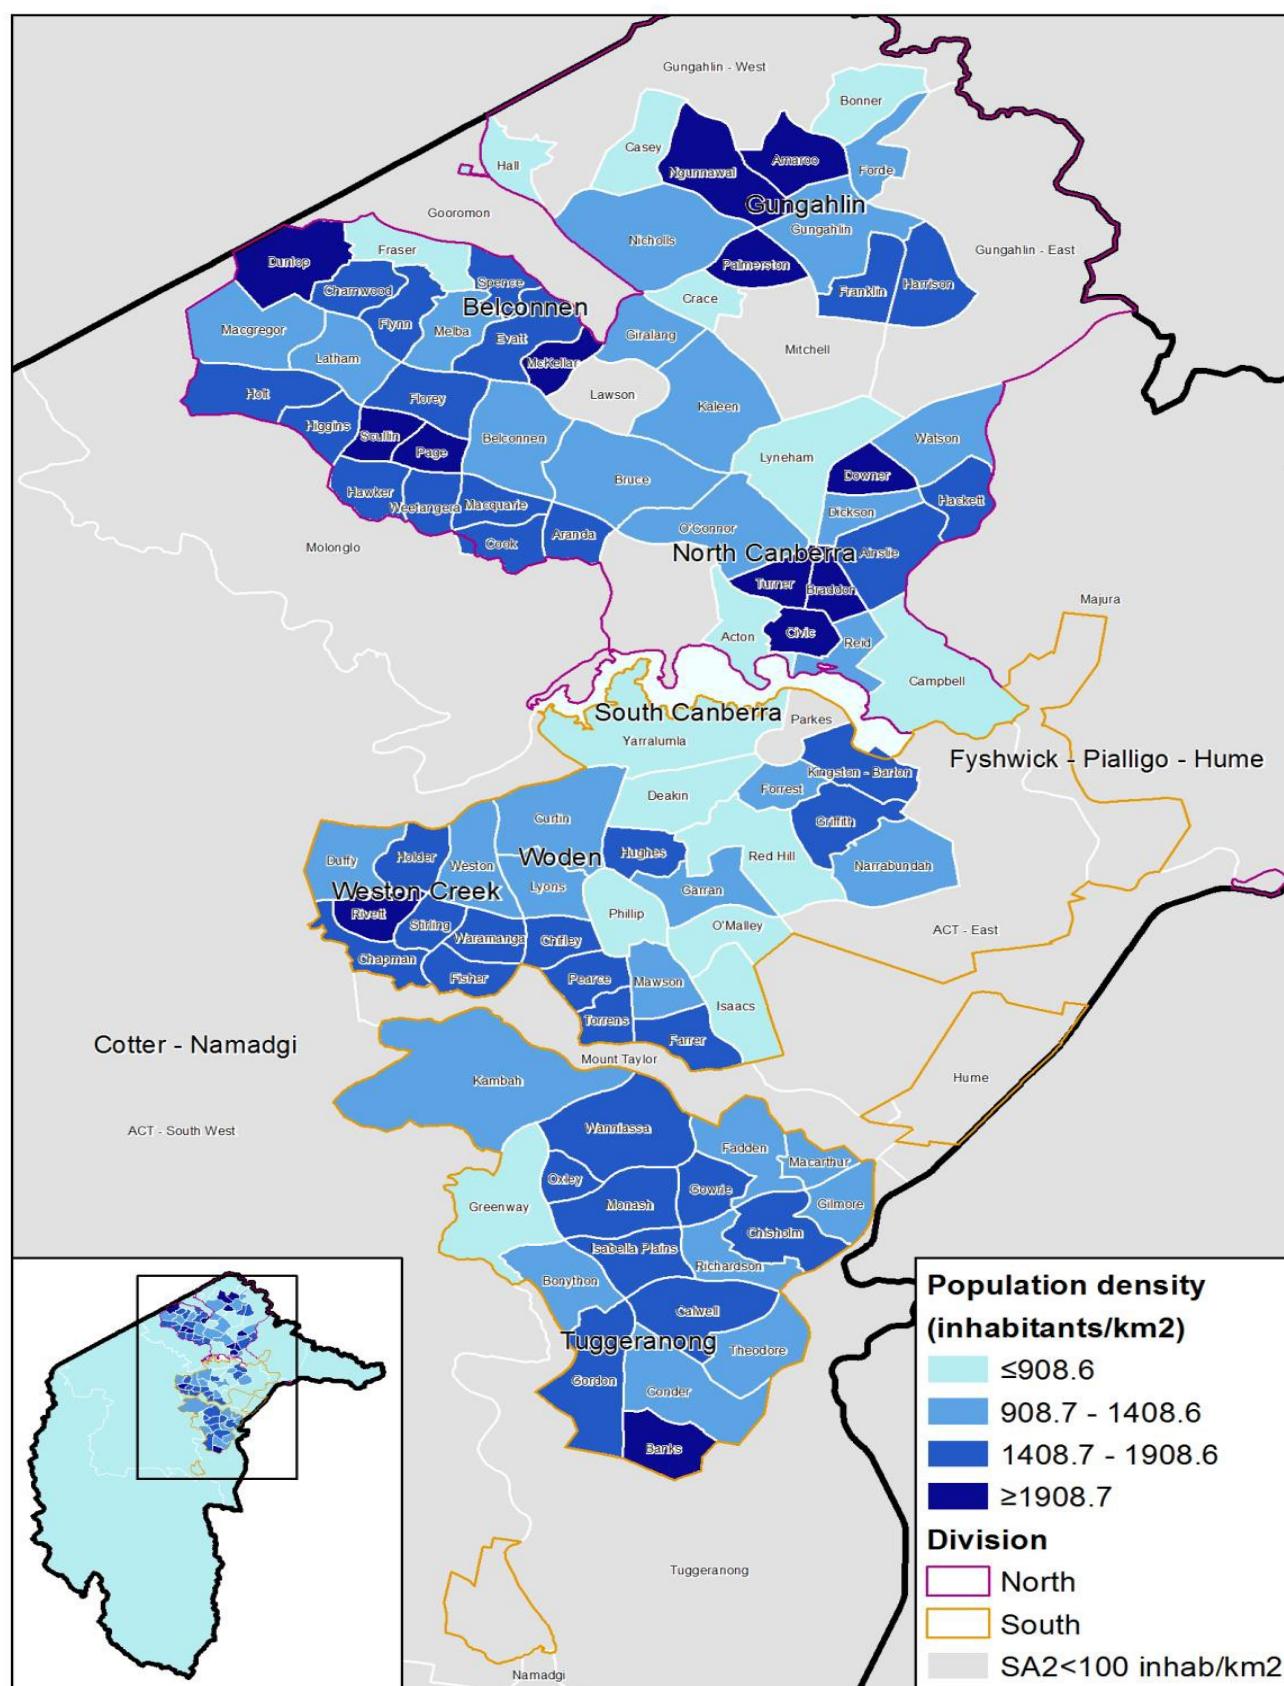 Gungahlin - West
Bonner
Casey
Amaroo
Hall
Ngunnawal
Forde
Gungahlin
Gooromon
Nicholls
Gungahlin
Gungahlin - East
Fraser
Dunlop
Palmerston
Spence
Charnwood
Franklin
Harrison
Crace
Belconnen
Flynn
Macgregor
Melba
Evatt
Giralang
Mitchell
Latham
McKellar
Lawson
Holt
Florey
Kaleen
Higgins
Scullin
Belconnen
Watson
Page
Lyneham
Downer
Bruce
Hawker
Weetangera
Macquarie
Hackett
Dickson
O'Connor
Aranda
Cook
Molonglo
North Canberra
Ainslie
Turner
Braddon
Majura
Acton
Civic
Reid
Campbell
South Canberra
Parkes
Yarralumla
Fyshwick - Pialligo - Hume
Kingston - Barton
Forrest
Deakin
Curtin
Griffith
Duffy
Holder
Weston
Woden
Hughes
Red Hill
Narrabundah
Weston Creek
Lyons
Garran
Rivett
Phillip
Stirling
O'Malley
ACT - East
Waramanga
Chifley
Chapman
Fisher
Pearce
Mawson
Isaacs
Torrens
Farrer
Cotter - Namadgi
Mount Taylor
Kambah
Hume
ACT - South West
Wanniassa
Fadden
Macarthur
Oxley
Gowrie
Greenway
Monash
Gilmore
Chisholm
Isabella Plains
Richardson
Bonython
Calwell
Tuggeranong
Theodore
Gordon
Conder
Banks
Tuggeranong
Namadgi
Population density
(inhabitants/km2)
≤908.6
908.7 - 1408.6
1408.7 - 1908.6
≥1908.7
Division
North
South
SA2<100 inhab/km2